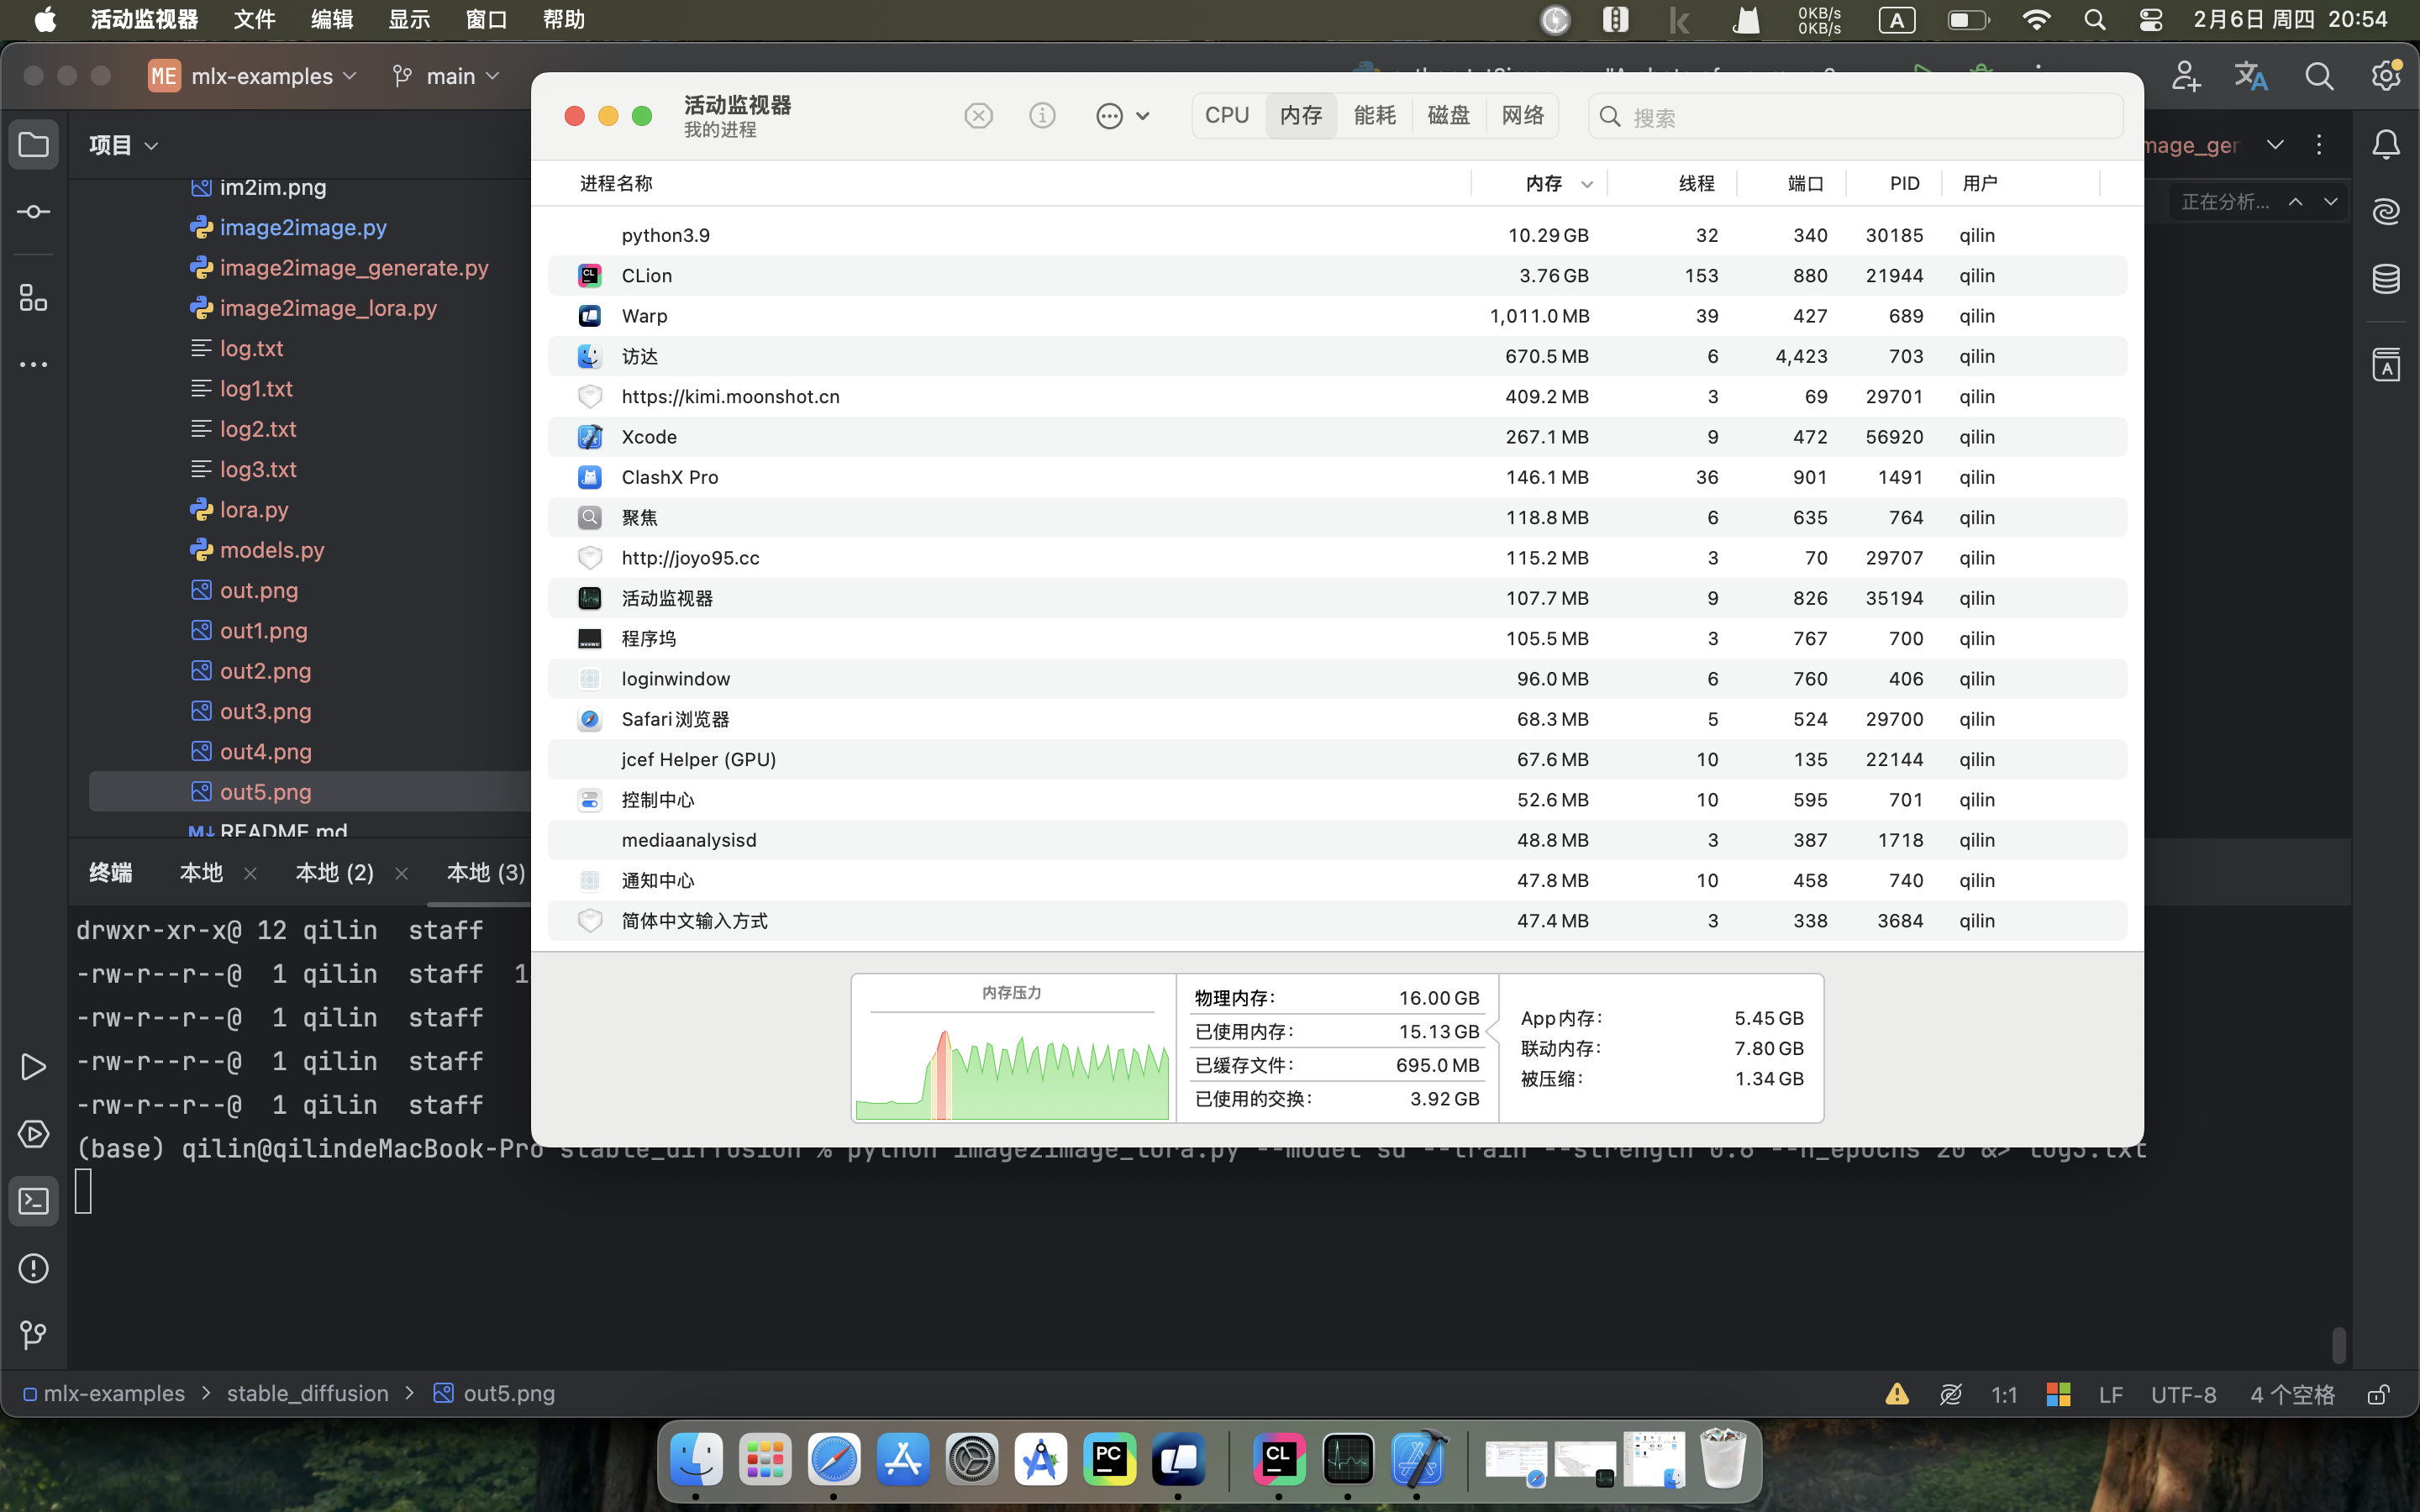 活动监视器 文件 编辑 显示 窗口 帮助
0KB/s
0KB/s
A
2月6日 周四 20:54
ME mlx-examples main
项目
im2im.png
image2image.py
image2image_generate.py
image2image_lora.py
log.txt
log1.txt
log2.txt
log3.txt
lora.py
models.py
out.png
out1.png
out2.png
out3.png
out4.png
out5.png
README.md
正在分析...
活动监视器
我的进程
CPU 内存 能耗 磁盘 网络
搜索
进程名称 内存 线程 端口 PID 用户
python3.9 10.29 GB 32 340 30185 qilin
CLion 3.76 GB 153 880 21944 qilin
Warp 1,011.0 MB 39 427 689 qilin
访达 670.5 MB 6 4,423 703 qilin
https://kimi.moonshot.cn 409.2 MB 3 69 29701 qilin
Xcode 267.1 MB 9 472 56920 qilin
ClashX Pro 146.1 MB 36 901 1491 qilin
聚焦 118.8 MB 6 635 764 qilin
http://joyo95.cc 115.2 MB 3 70 29707 qilin
活动监视器 107.7 MB 9 826 35194 qilin
程序坞 105.5 MB 3 767 700 qilin
loginwindow 96.0 MB 6 760 406 qilin
Safari浏览器 68.3 MB 5 524 29700 qilin
jcef Helper (GPU) 67.6 MB 10 135 22144 qilin
控制中心 52.6 MB 10 595 701 qilin
mediaanalysisd 48.8 MB 3 387 1718 qilin
通知中心 47.8 MB 10 458 740 qilin
简体中文输入方式 47.4 MB 3 338 3684 qilin
内存压力
物理内存: 16.00 GB
已使用内存: 15.13 GB
已缓存文件: 695.0 MB
已使用的交换: 3.92 GB
App内存: 5.45 GB
联动内存: 7.80 GB
被压缩: 1.34 GB
终端 本地 本地 (2) 本地 (3)
drwxr-xr-x@ 12 qilin staff
-rw-r--r--@ 1 qilin staff 1
-rw-r--r--@ 1 qilin staff
-rw-r--r--@ 1 qilin staff
-rw-r--r--@ 1 qilin staff
(base) qilin@qilindeMacBook-Pro stable_diffusion % python image2image_lora.py --model sd --train --strength 0.8 --n_epochs 20 &> log3.txt
mlx-examples > stable_diffusion > out5.png
1:1 LF UTF-8 4 个空格
PC
CL